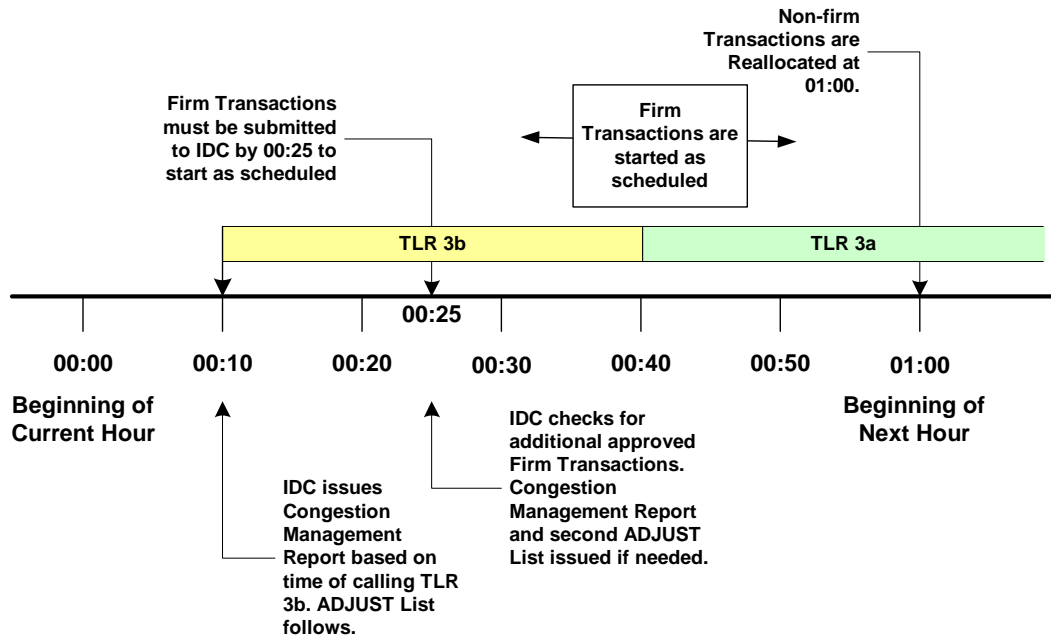 Non-firm
Transactions are
Reallocated at
01:00.
Firm Transactions
must be submitted
to IDC by 00:25 to
start as scheduled
Firm
Transactions are
started as
scheduled
TLR 3b
TLR 3a
00:25
00:00
00:10
00:20
00:30
00:40
00:50
01:00
Beginning of
Current Hour
Beginning of
Next Hour
IDC issues
Congestion
Management
Report based on
time of calling TLR
3b. ADJUST List
follows.
IDC checks for
additional approved
Firm Transactions.
Congestion
Management Report
and second ADJUST
List issued if needed.